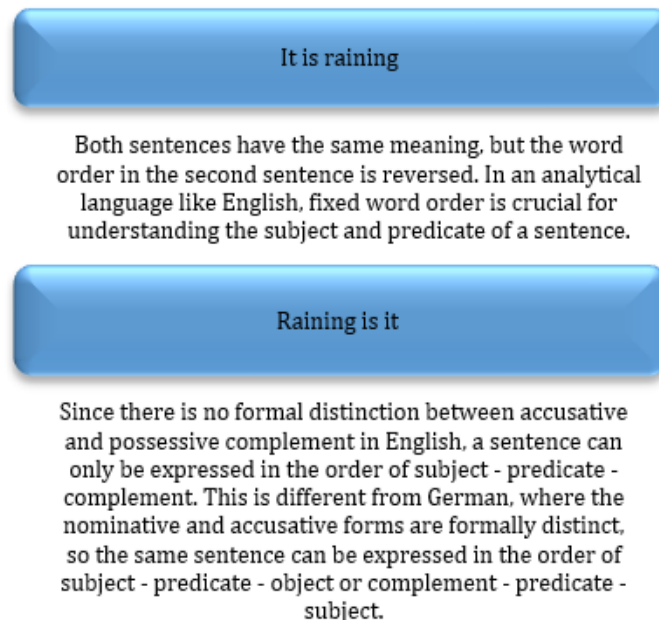 It is raining
Both sentences have the same meaning, but the word
order in the second sentence is reversed. In an analytical
language like English, fixed word order is crucial for
understanding the subject and predicate of a sentence.
Raining is it
Since there is no formal distinction between accusative
and possessive complement in English, a sentence can
only be expressed in the order of subject - predicate -
complement. This is different from German, where the
nominative and accusative forms are formally distinct,
so the same sentence can be expressed in the order of
subject - predicate - object or complement - predicate -
subject.